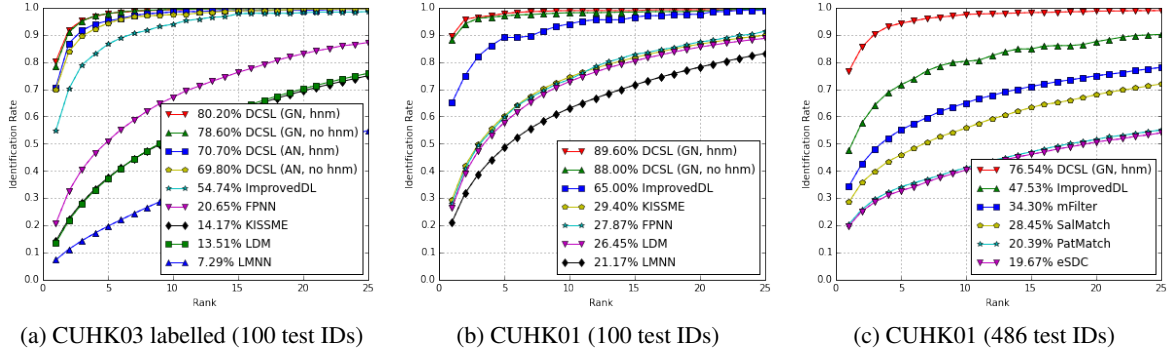 Identification Rate
1.0
0.9
0.8
0.7
0.6
0.5
0.4
0.3
0.2
0.1
0.0
80.20% DCSL (GN, hnm)
78.60% DCSL (GN, no hnm)
70.70% DCSL (AN, hnm)
69.80% DCSL (AN, no hnm)
54.74% ImprovedDL
20.65% FPNN
14.17% KISSME
13.51% LDM
7.29% LMNN
0 5 10 15 20 25
Rank
(a) CUHK03 labelled (100 test IDs)
Identification Rate
1.0
0.9
0.8
0.7
0.6
0.5
0.4
0.3
0.2
0.1
0.0
89.60% DCSL (GN, hnm)
88.00% DCSL (GN, no hnm)
65.00% ImprovedDL
29.40% KISSME
27.87% FPNN
26.45% LDM
21.17% LMNN
0 5 10 15 20 25
Rank
(b) CUHK01 (100 test IDs)
Identification Rate
1.0
0.9
0.8
0.7
0.6
0.5
0.4
0.3
0.2
0.1
0.0
76.54% DCSL (GN, hnm)
47.53% ImprovedDL
34.30% mFilter
28.45% SalMatch
20.39% PatMatch
19.67% eSDC
0 5 10 15 20 25
Rank
(c) CUHK01 (486 test IDs)